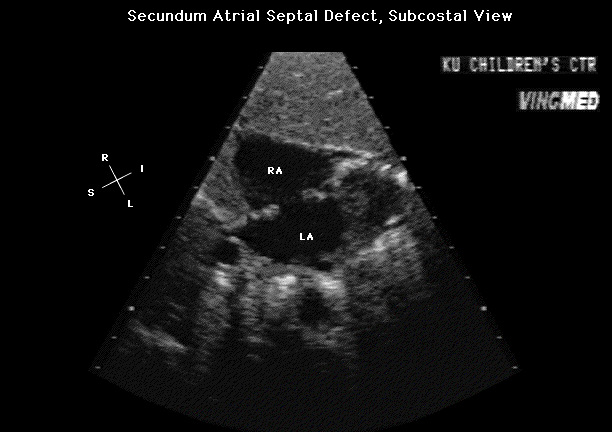 Secundum Atrial Septal Defect, Subcostal View
KU CHILDREN'S CTR
VINGMED
RA
R
I
S
L
LA